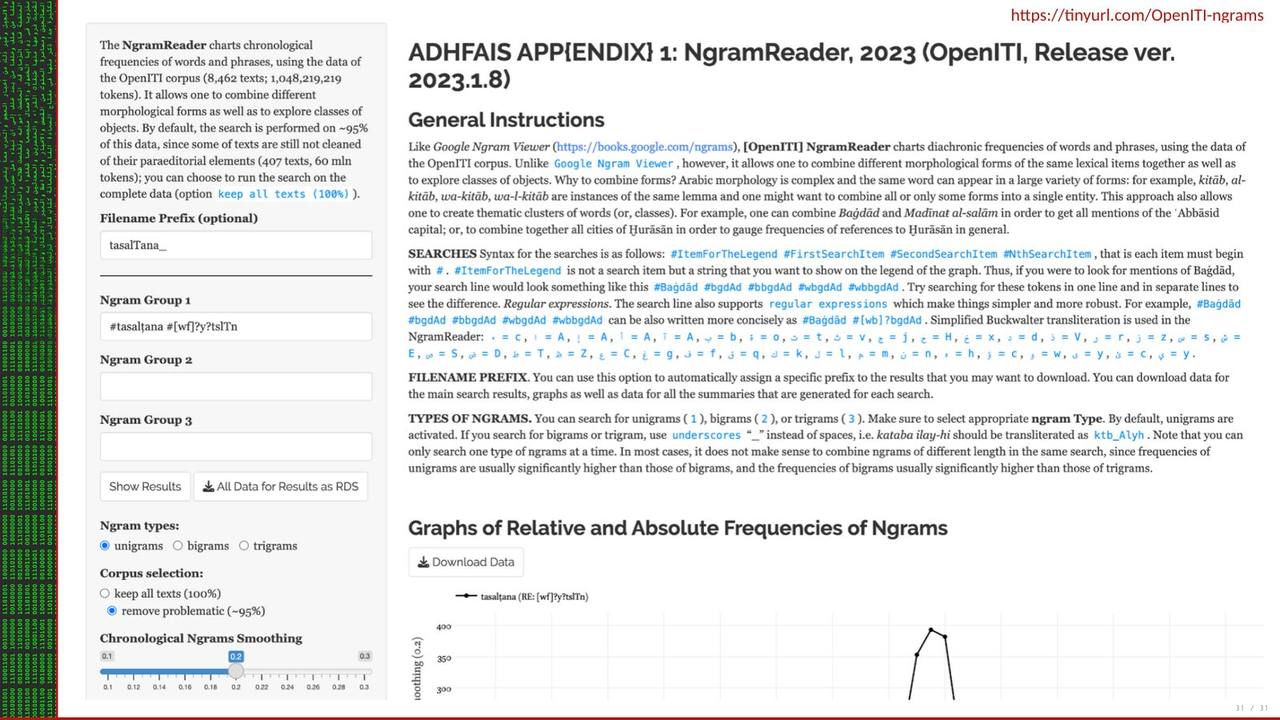 https://tinyurl.com/OpenITI-ngrams
The NgramReader charts chronological
frequencies of words and phrases, using the data of
the OpenITI corpus (8,462 texts; 1,048,219,219
tokens). It allows one to combine different
morphological forms as well as to explore classes of
objects. By default, the search is performed on ~95%
of this data, since some of texts are still not cleaned
of their paraeditorial elements (407 texts, 60 mln
tokens); you can choose to run the search on the
complete data (option keep all texts (100%) ).
Filename Prefix (optional)
tasalTana_
Ngram Group 1
#tasalṭana #[wf]?y?tslTn
Ngram Group 2
Ngram Group 3
Show Results
All Data for Results as RDS
Ngram types:
unigrams bigrams trigrams
Corpus selection:
keep all texts (100%)
remove problematic (~95%)
Chronological Ngrams Smoothing
0.1 0.2 0.3
0.1 0.12 0.14 0.16 0.18 0.2 0.22 0.24 0.26 0.28 0.3
ADHFAIS APP{ENDIX} 1: NgramReader, 2023 (OpenITI, Release ver.
2023.1.8)
General Instructions
Like Google Ngram Viewer (https://books.google.com/ngrams), [OpenITI] NgramReader charts diachronic frequencies of words and phrases, using the data of
the OpenITI corpus. Unlike Google Ngram Viewer , however, it allows one to combine different morphological forms of the same lexical items together as well as
to explore classes of objects. Why to combine forms? Arabic morphology is complex and the same word can appear in a large variety of forms: for example, kitāb, al-
kitāb, wa-kitāb, wa-l-kitāb are instances of the same lemma and one might want to combine all or only some forms into a single entity. This approach also allows
one to create thematic clusters of words (or, classes). For example, one can combine Baġdād and Madīnaŧ al-salām in order to get all mentions of the ʿAbbāsid
capital; or, to combine together all cities of Ḫurāsān in order to gauge frequencies of references to Ḫurāsān in general.
SEARCHES Syntax for the searches is as follows: #ItemForTheLegend #FirstSearchItem #SecondSearchItem #NthSearchItem , that is each item must begin
with # . #ItemForTheLegend is not a search item but a string that you want to show on the legend of the graph. Thus, if you were to look for mentions of Baġdād,
your search line would look something like this #Baġdād #bgdAd #bbgdAd #wbgdAd #wbbgdAd . Try searching for these tokens in one line and in separate lines to
see the difference. Regular expressions. The search line also supports regular expressions which make things simpler and more robust. For example, #Baġdād
#bgdAd #bbgdAd #wbgdAd #wbbgdAd can be also written more concisely as #Baġdād #[wb]?bgdAd . Simplified Buckwalter transliteration is used in the
NgramReader: ء = c, ا = A, إ = A, أ = A, آ = A, ب = b, ة = o, ت = t, ث = v, ج = j, ح = H, خ = x, د = d, ذ = V, ر = r, ز = z, س = s, ش =
E, ص = S, ض = D, ط = T, ظ = Z, ع = C, غ = g, ف = f, ق = q, ك = k, ل = l, م = m, ن = n, ه = h, ؤ = c, و = w, ى = y, ئ = c, ي = y.
FILENAME PREFIX. You can use this option to automatically assign a specific prefix to the results that you may want to download. You can download data for
the main search results, graphs as well as data for all the summaries that are generated for each search.
TYPES OF NGRAMS. You can search for unigrams ( 1 ), bigrams ( 2 ), or trigrams ( 3 ). Make sure to select appropriate ngram Type. By default, unigrams are
activated. If you search for bigrams or trigram, use underscores “_” instead of spaces, i.e. kataba ilay-hi should be transliterated as ktb_Alyh . Note that you can
only search one type of ngrams at a time. In most cases, it does not make sense to combine ngrams of different length in the same search, since frequencies of
unigrams are usually significantly higher than those of bigrams, and the frequencies of bigrams usually significantly higher than those of trigrams.
Graphs of Relative and Absolute Frequencies of Ngrams
Download Data
tasalṭana (RE: [wf]?y?tslTn)
400
350
300
31 / 31